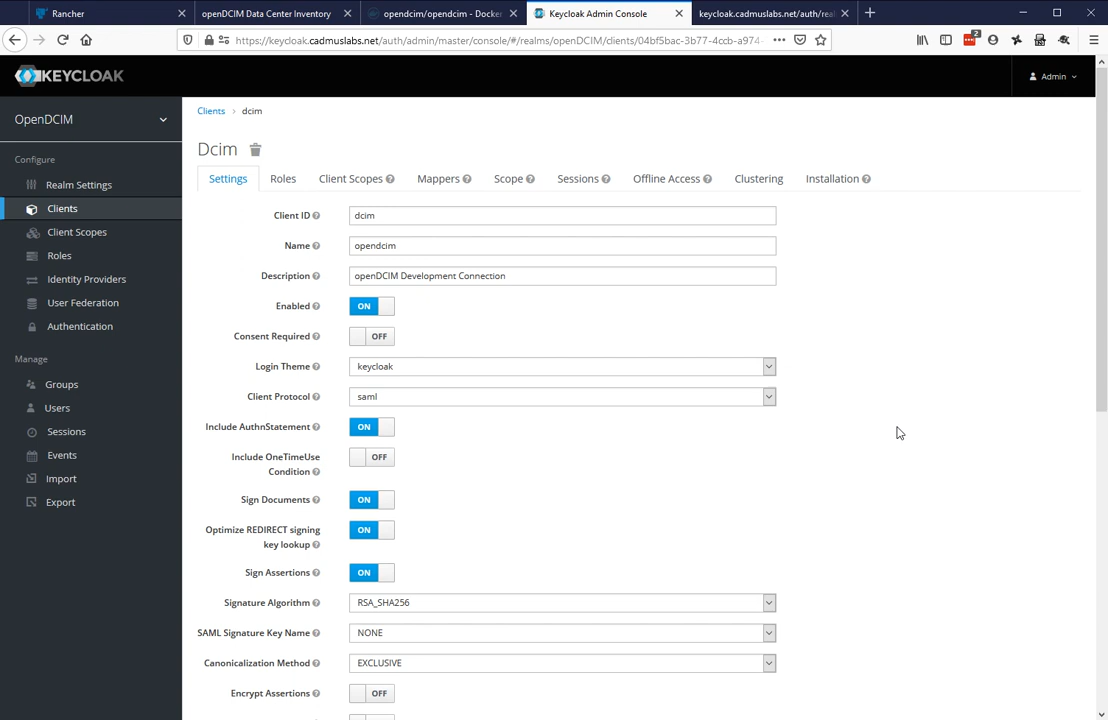 Rancher
openDCIM Data Center Inventory
opendcim/opendcim - Docker
Keycloak Admin Console
keycloak.cadmuslabs.net/auth/real
https://keycloak.cadmuslabs.net/auth/admin/master/console/#/realms/openDCIM/clients/04bf5bac-3b77-4ccb-a974-
2
KEYCLOAK
Admin
OpenDCIM
Configure
Realm Settings
Clients
Client Scopes
Roles
Identity Providers
User Federation
Authentication
Manage
Groups
Users
Sessions
Events
Import
Export
Clients > dcim
Dcim
Settings
Roles
Client Scopes
Mappers
Scope
Sessions
Offline Access
Clustering
Installation
Client ID dcim
Name opendcim
Description openDCIM Development Connection
Enabled ON
Consent Required OFF
Login Theme keycloak
Client Protocol saml
Include AuthnStatement ON
Include OneTimeUse OFF
Condition
Sign Documents ON
Optimize REDIRECT signing ON
key lookup
Sign Assertions ON
Signature Algorithm RSA_SHA256
SAML Signature Key Name NONE
Canonicalization Method EXCLUSIVE
Encrypt Assertions OFF